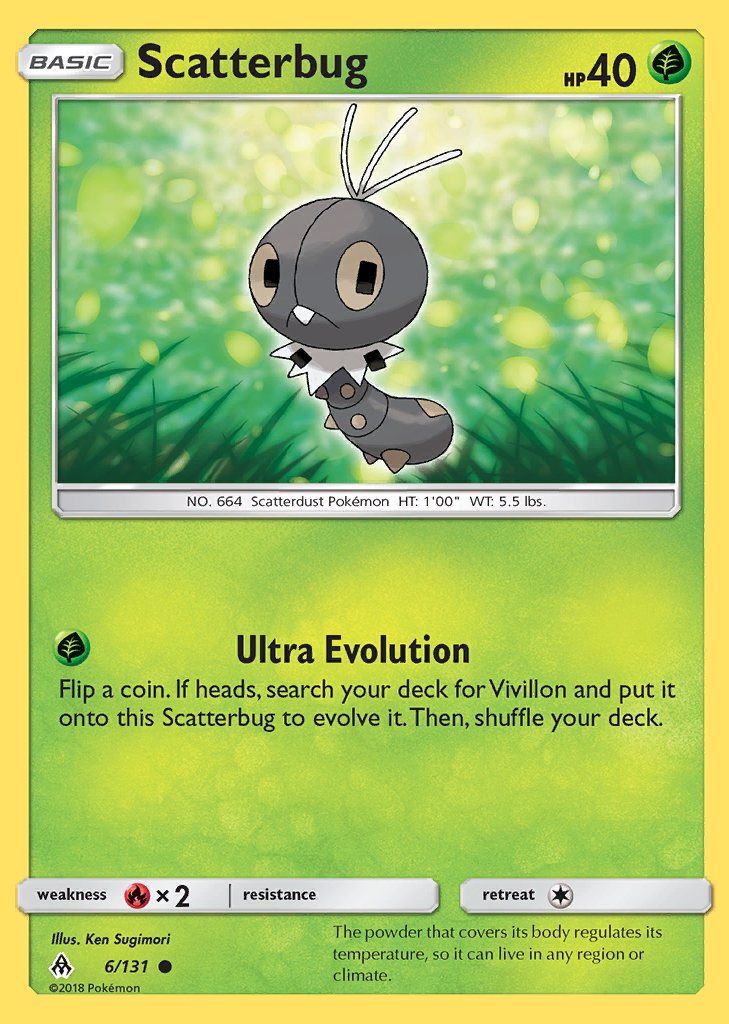 BASIC Scatterbug HP40
NO. 664 Scatterdust Pokémon HT: 1'00" WT: 5.5 lbs.
Ultra Evolution
Flip a coin. If heads, search your deck for Vivillon and put it
onto this Scatterbug to evolve it. Then, shuffle your deck.
weakness × 2 resistance retreat
Illus. Ken Sugimori
6/131
©2018 Pokémon
The powder that covers its body regulates its
temperature, so it can live in any region or
climate.